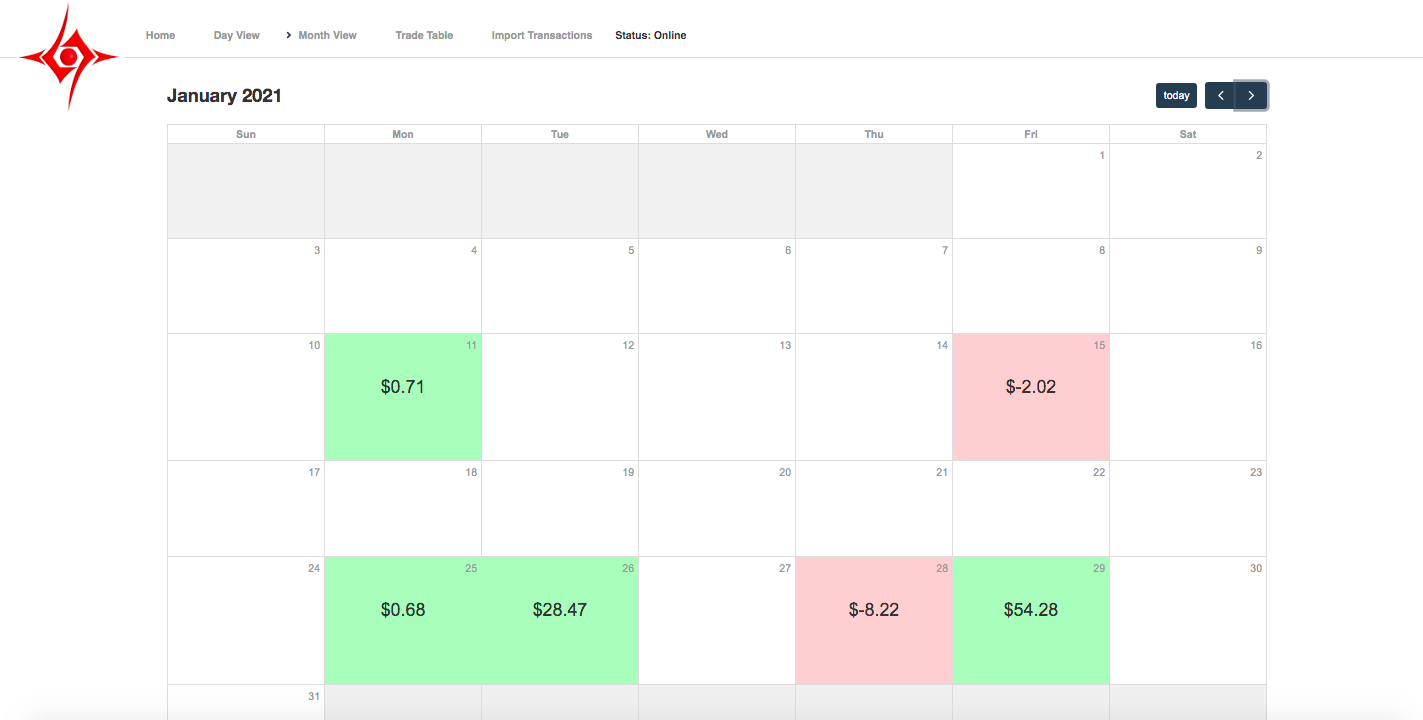 Home Day View Month View Trade Table Import Transactions Status: Online
January 2021
today
Sun Mon Tue Wed Thu Fri Sat
1 2
3 4 5 6 7 8 9
10 11 12 13 14 15 16
$0.71 $-2.02
17 18 19 20 21 22 23
24 25 26 27 28 29 30
$0.68 $28.47 $-8.22 $54.28
31